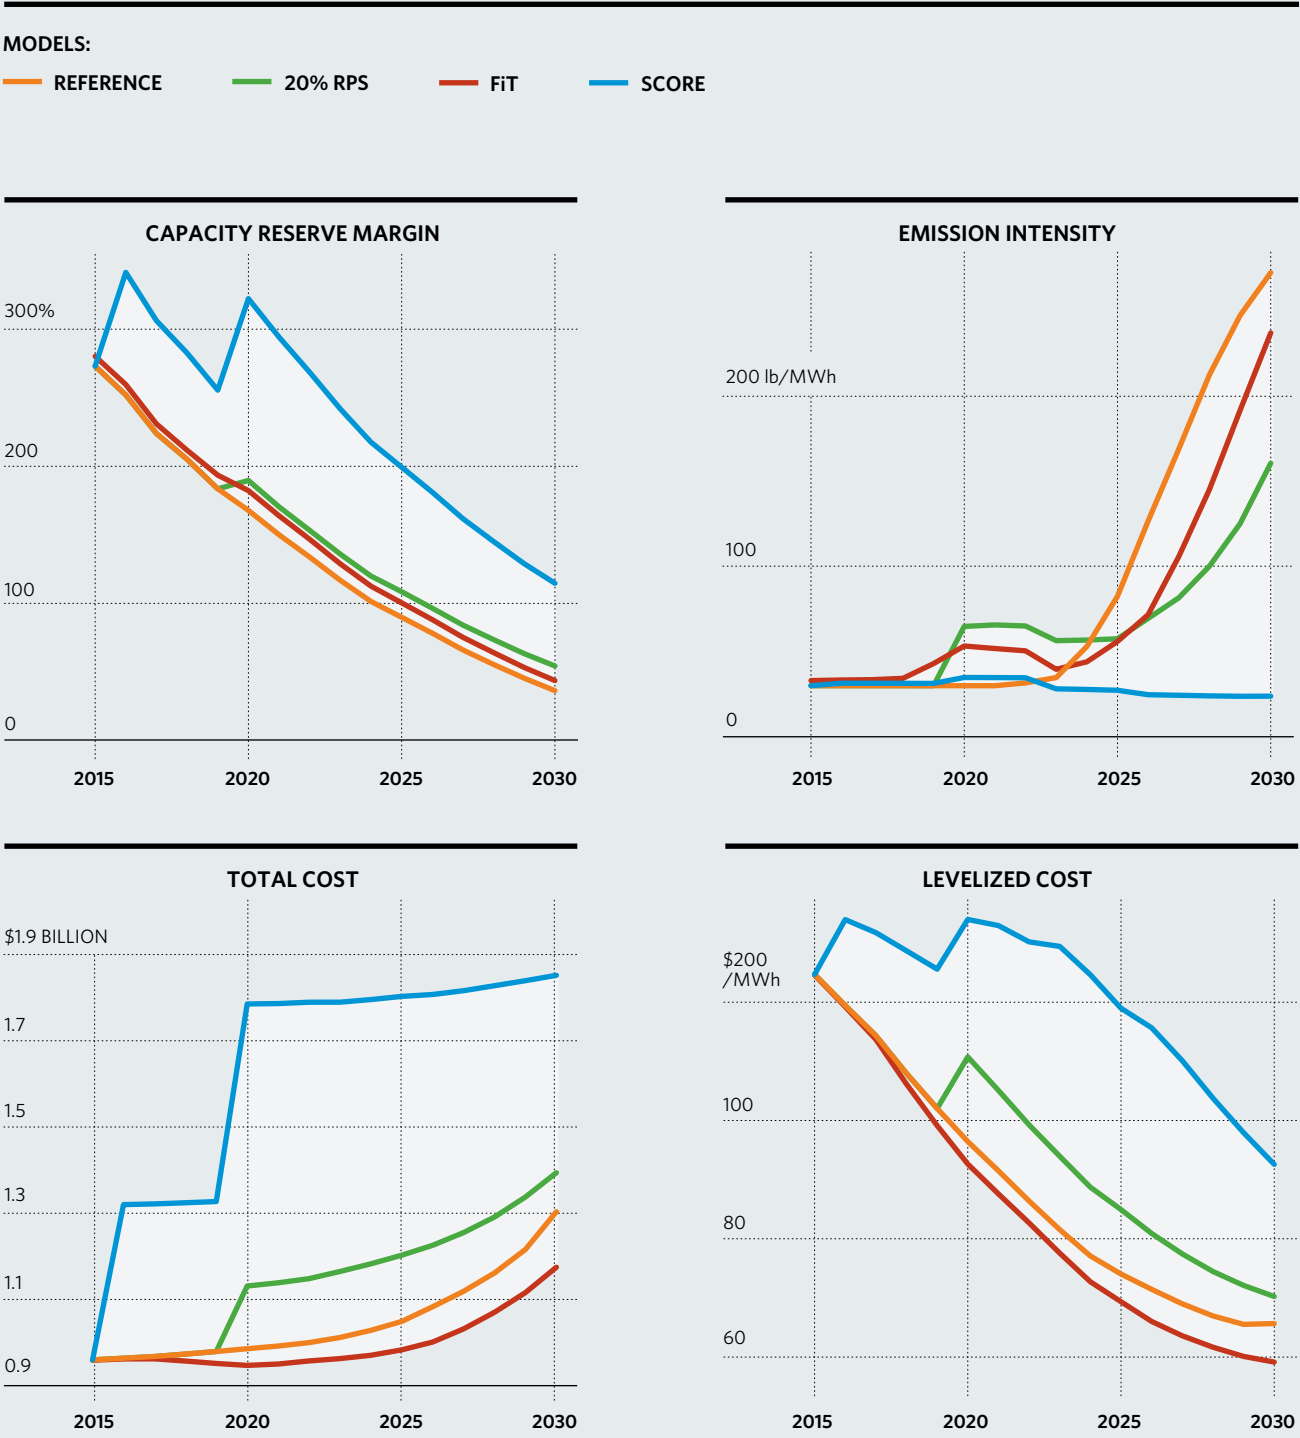 MODELS:
REFERENCE 20% RPS FiT SCORE
CAPACITY RESERVE MARGIN
300%
200
100
0
2015 2020 2025 2030
EMISSION INTENSITY
200 lb/MWh
100
0
2015 2020 2025 2030
TOTAL COST
$1.9 BILLION
1.7
1.5
1.3
1.1
0.9
2015 2020 2025 2030
LEVELIZED COST
$200
/MWh
100
80
60
2015 2020 2025 2030